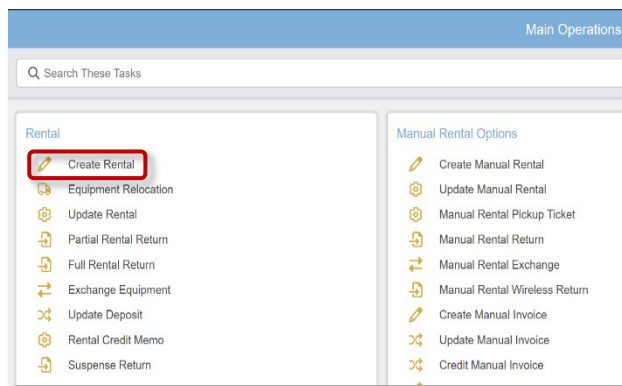 Main Operations
Search These Tasks
Rental
Create Rental
Equipment Relocation
Update Rental
Partial Rental Return
Full Rental Return
Exchange Equipment
Update Deposit
Rental Credit Memo
Suspense Return
Manual Rental Options
Create Manual Rental
Update Manual Rental
Manual Rental Pickup Ticket
Manual Rental Return
Manual Rental Exchange
Manual Rental Wireless Return
Create Manual Invoice
Update Manual Invoice
Credit Manual Invoice